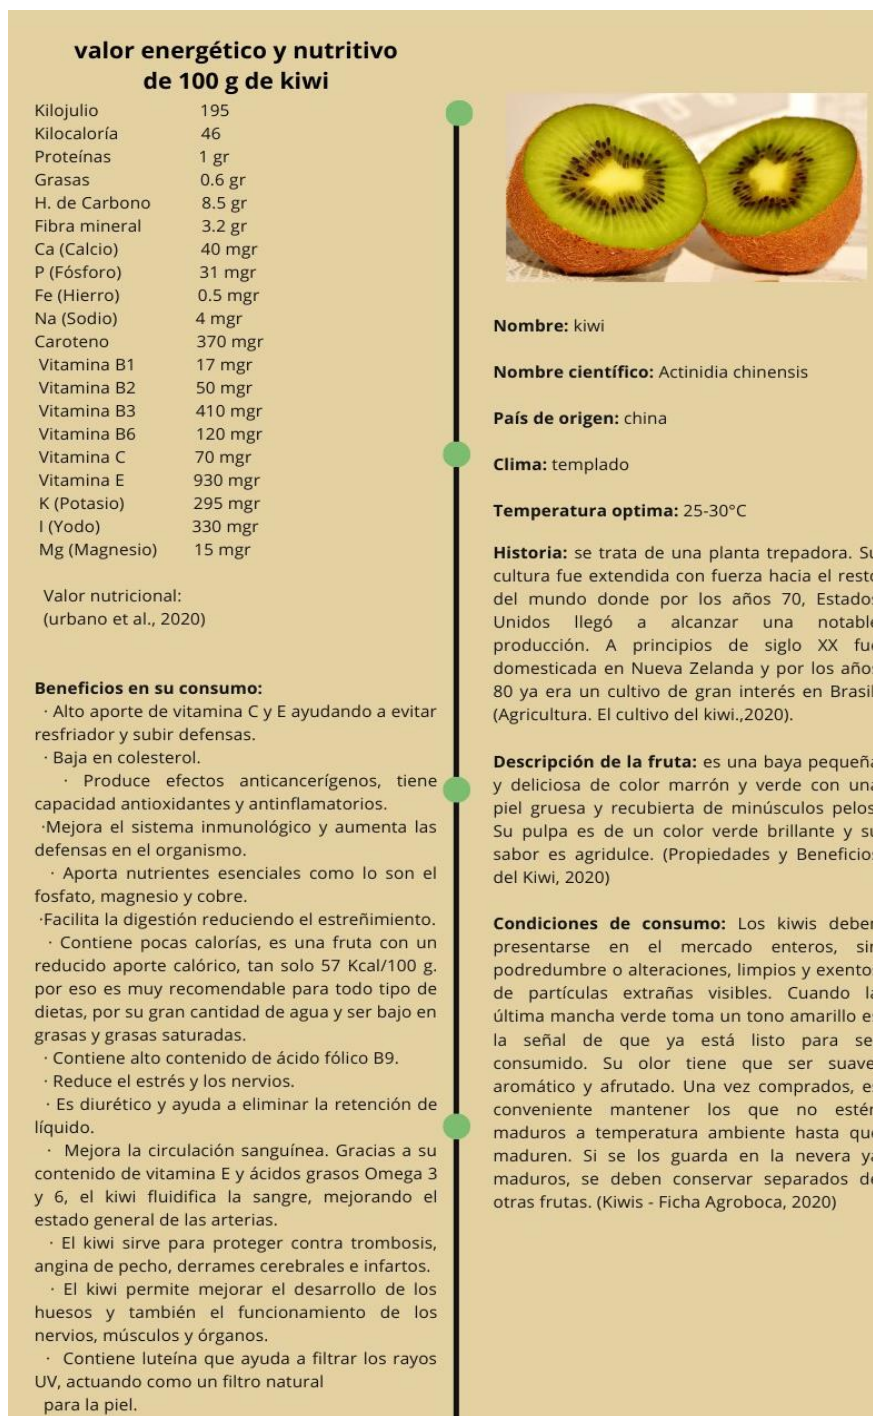 valor energético y nutritivo
de 100 g de kiwi
Kilojulio 195
Kilocaloría 46
Proteínas 1 gr
Grasas 0.6 gr
H. de Carbono 8.5 gr
Fibra mineral 3.2 gr
Ca (Calcio) 40 mgr
P (Fósforo) 31 mgr
Fe (Hierro) 0.5 mgr
Na (Sodio) 4 mgr
Caroteno 370 mgr
Vitamina B1 17 mgr
Vitamina B2 50 mgr
Vitamina B3 410 mgr
Vitamina B6 120 mgr
Vitamina C 70 mgr
Vitamina E 930 mgr
K (Potasio) 295 mgr
I (Yodo) 330 mgr
Mg (Magnesio) 15 mgr
Valor nutricional:
(urbano et al., 2020)
Beneficios en su consumo:
· Alto aporte de vitamina C y E ayudando a evitar
resfriador y subir defensas.
· Baja en colesterol.
· Produce efectos anticancerígenos, tiene
capacidad antioxidantes y antinflamatorios.
·Mejora el sistema inmunológico y aumenta las
defensas en el organismo.
· Aporta nutrientes esenciales como lo son el
fosfato, magnesio y cobre.
·Facilita la digestión reduciendo el estreñimiento.
· Contiene pocas calorías, es una fruta con un
reducido aporte calórico, tan solo 57 Kcal/100 g.
por eso es muy recomendable para todo tipo de
dietas, por su gran cantidad de agua y ser bajo en
grasas y grasas saturadas.
· Contiene alto contenido de ácido fólico B9.
· Reduce el estrés y los nervios.
· Es diurético y ayuda a eliminar la retención de
líquido.
· Mejora la circulación sanguínea. Gracias a su
contenido de vitamina E y ácidos grasos Omega 3
y 6, el kiwi fluidifica la sangre, mejorando el
estado general de las arterias.
· El kiwi sirve para proteger contra trombosis,
angina de pecho, derrames cerebrales e infartos.
· El kiwi permite mejorar el desarrollo de los
huesos y también el funcionamiento de los
nervios, músculos y órganos.
· Contiene luteína que ayuda a filtrar los rayos
UV, actuando como un filtro natural
para la piel.
Nombre: kiwi
Nombre científico: Actinidia chinensis
País de origen: china
Clima: templado
Temperatura optima: 25-30°C
Historia: se trata de una planta trepadora. Su
cultura fue extendida con fuerza hacia el resto
del mundo donde por los años 70, Estados
Unidos llegó a alcanzar una notable
producción. A principios de siglo XX fue
domesticada en Nueva Zelanda y por los años
80 ya era un cultivo de gran interés en Brasil
(Agricultura. El cultivo del kiwi.,2020).
Descripción de la fruta: es una baya pequeña
y deliciosa de color marrón y verde con una
piel gruesa y recubierta de minúsculos pelos
Su pulpa es de un color verde brillante y su
sabor es agridulce. (Propiedades y Beneficios
del Kiwi, 2020)
Condiciones de consumo: Los kiwis deben
presentarse en el mercado enteros, sin
podredumbre o alteraciones, limpios y exentos
de partículas extrañas visibles. Cuando la
última mancha verde toma un tono amarillo es
la señal de que ya está listo para se
consumido. Su olor tiene que ser suave
aromático y afrutado. Una vez comprados, es
conveniente mantener los que no estén
maduros a temperatura ambiente hasta que
maduren. Si se los guarda en la nevera ya
maduros, se deben conservar separados de
otras frutas. (Kiwis - Ficha Agroboca, 2020)